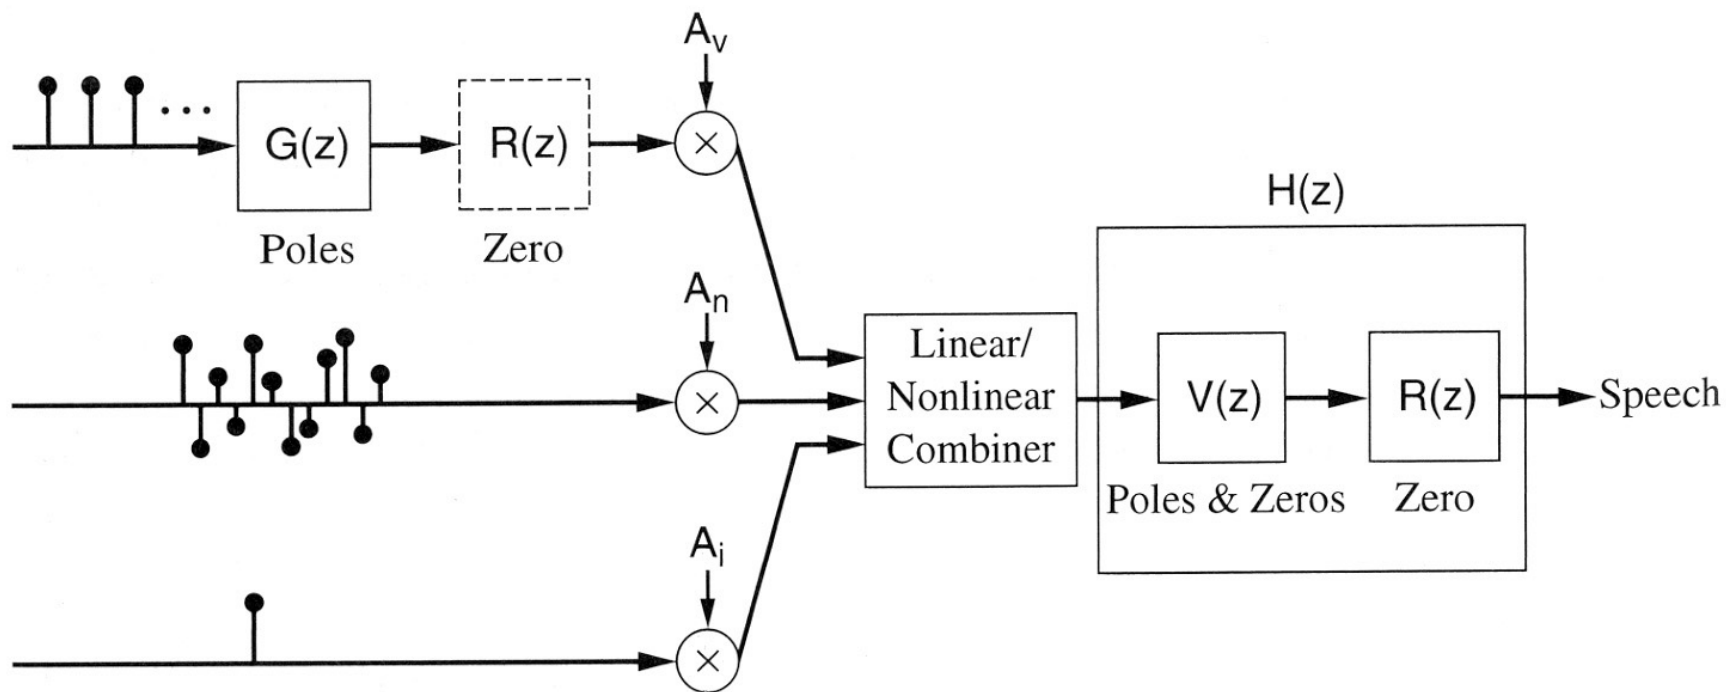 A_v
G(z)
R(z)
Poles
Zero
×
A_n
×
A_i
×
Linear/
Nonlinear
Combiner
H(z)
V(z)
R(z)
Poles & Zeros
Zero
Speech